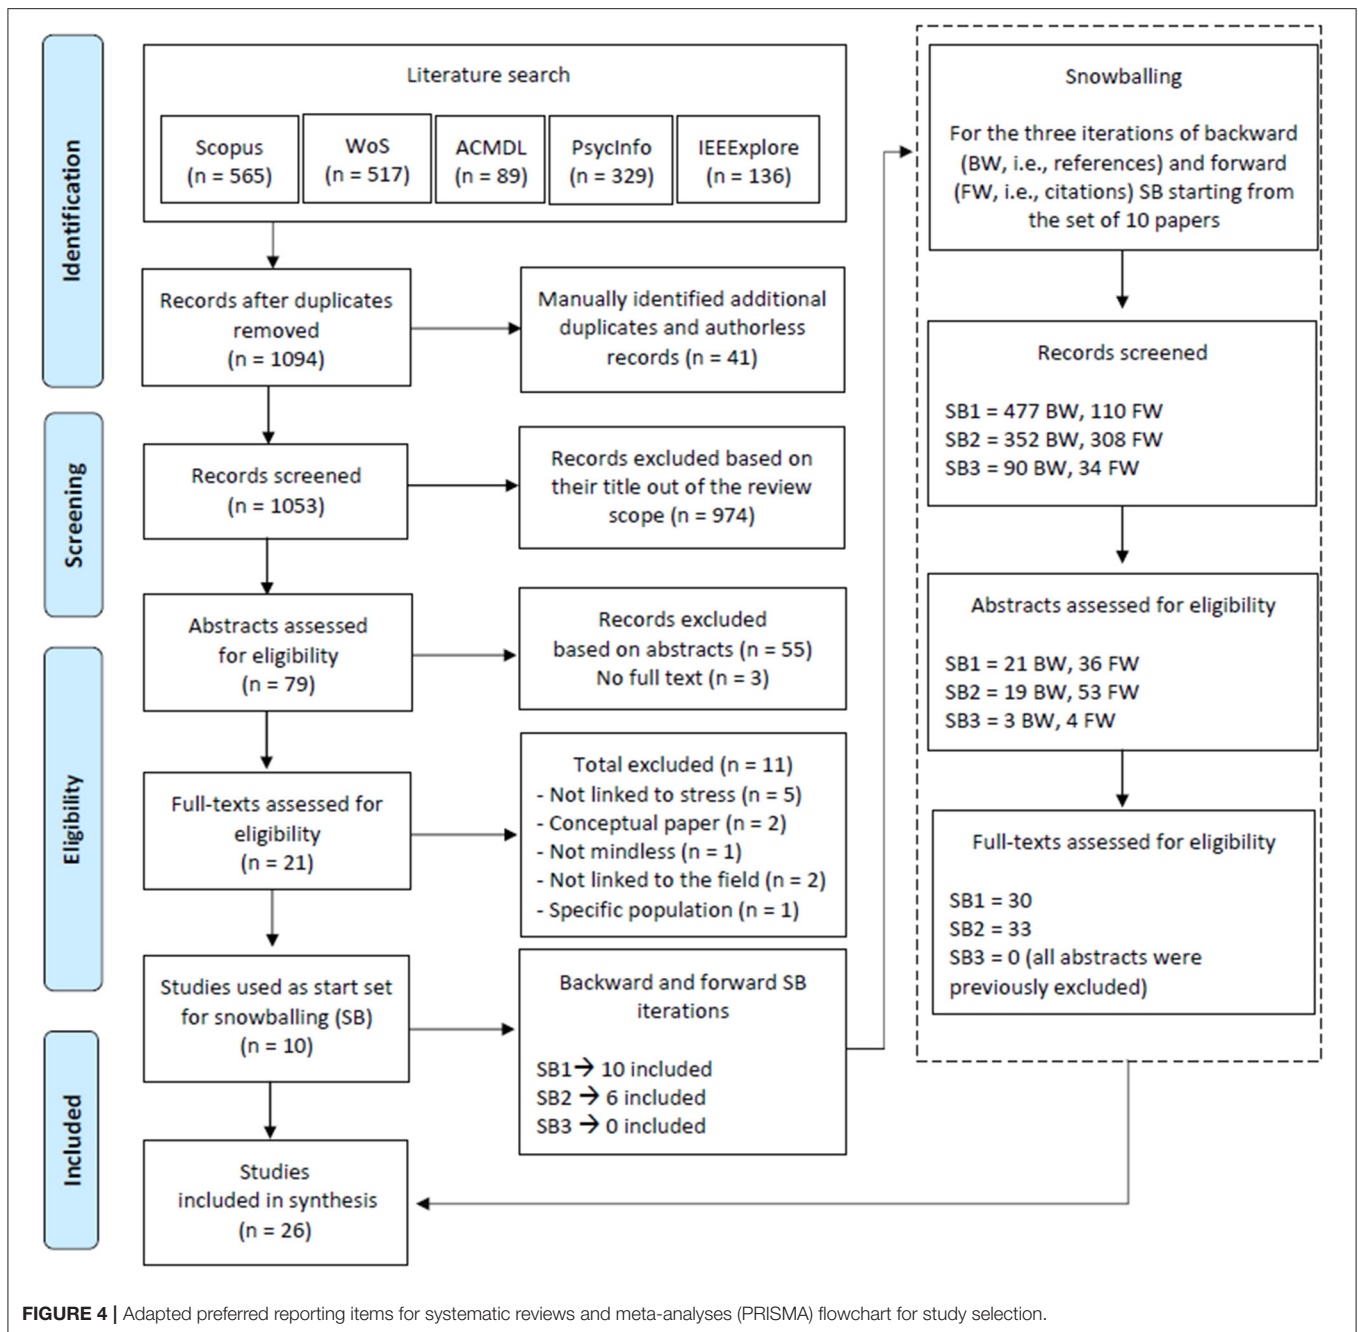 Identification
Screening
Eligibility
Included
Literature search
Scopus
(n = 565)
WoS
(n = 517)
ACMDL
(n = 89)
PsycInfo
(n = 329)
IEEExplore
(n = 136)
Records after duplicates
removed
(n = 1094)
Manually identified additional
duplicates and authorless
records (n = 41)
Records screened
(n = 1053)
Records excluded based on
their title out of the review
scope (n = 974)
Abstracts assessed
for eligibility
(n = 79)
Records excluded
based on abstracts (n = 55)
No full text (n = 3)
Full-texts assessed for
eligibility
(n = 21)
Total excluded (n = 11)
- Not linked to stress (n = 5)
- Conceptual paper (n = 2)
- Not mindless (n = 1)
- Not linked to the field (n = 2)
- Specific population (n = 1)
Studies used as start set
for snowballing (SB)
(n = 10)
Backward and forward SB
iterations
SB1→ 10 included
SB2 → 6 included
SB3 → 0 included
Studies
included in synthesis
(n = 26)
Snowballing
For the three iterations of backward
(BW, i.e., references) and forward
(FW, i.e., citations) SB starting from
the set of 10 papers
Records screened
SB1 = 477 BW, 110 FW
SB2 = 352 BW, 308 FW
SB3 = 90 BW, 34 FW
Abstracts assessed for eligibility
SB1 = 21 BW, 36 FW
SB2 = 19 BW, 53 FW
SB3 = 3 BW, 4 FW
Full-texts assessed for eligibility
SB1 = 30
SB2 = 33
SB3 = 0 (all abstracts were
previously excluded)
FIGURE 4 | Adapted preferred reporting items for systematic reviews and meta-analyses (PRISMA) flowchart for study selection.